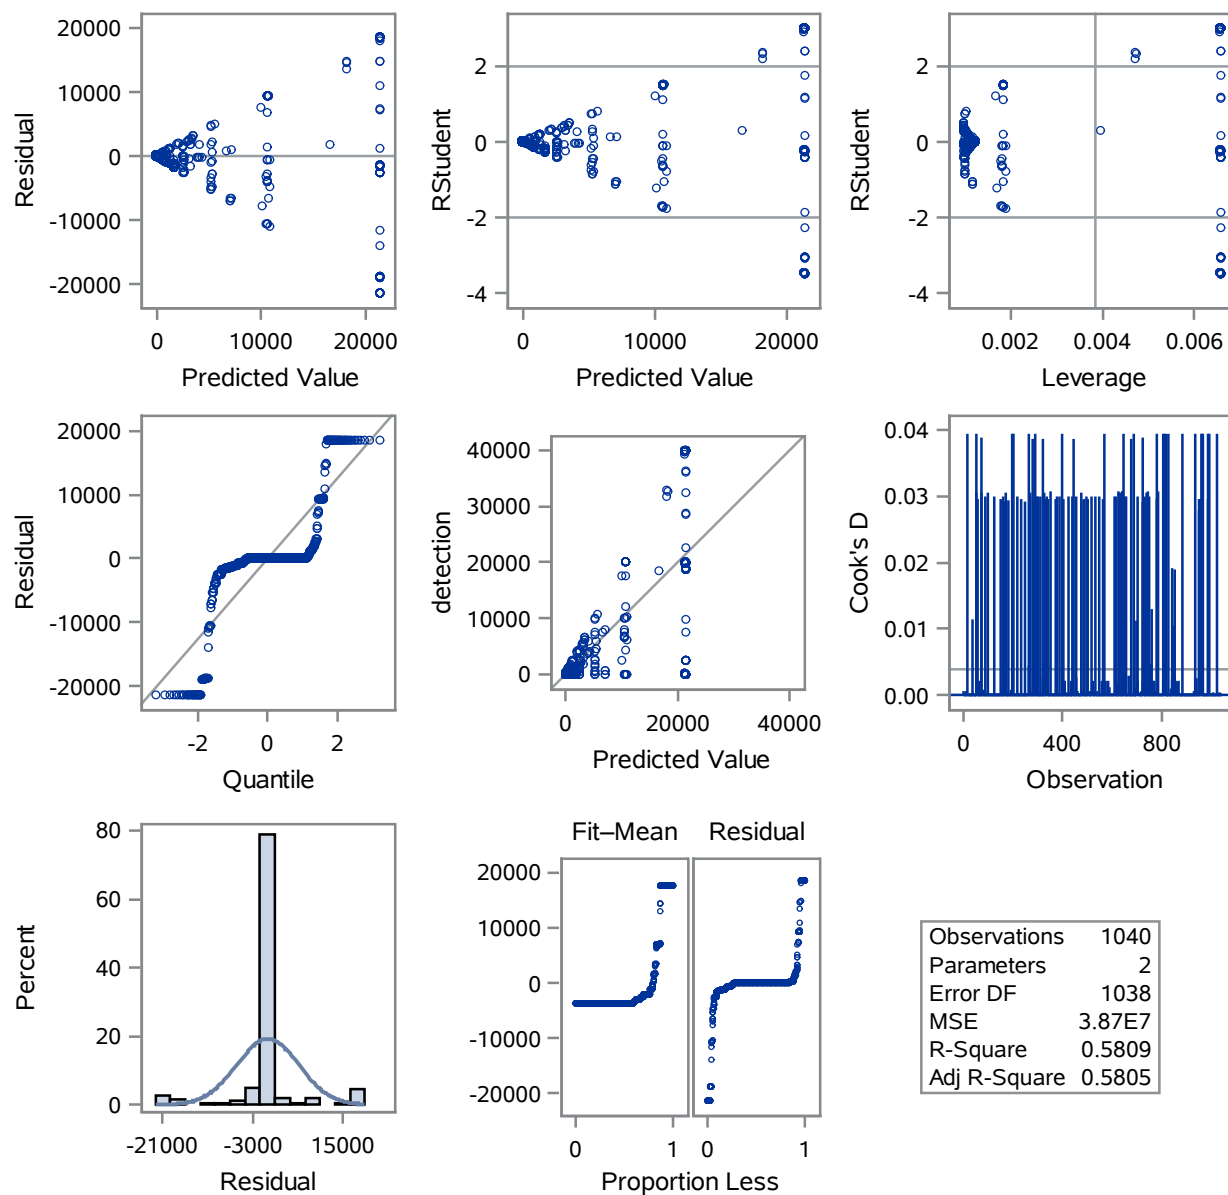 20000
10000
0
-10000
-20000
Residual
0 10000 20000
Predicted Value
2
0
-2
-4
RStudent
0 10000 20000
Predicted Value
2
0
-2
-4
RStudent
0.002 0.004 0.006
Leverage
20000
10000
0
-10000
-20000
Residual
-2 0 2
Quantile
40000
30000
20000
10000
0
detection
0 20000 40000
Predicted Value
0.04
0.03
0.02
0.01
0.00
Cook's D
0 400 800
Observation
80
60
40
20
0
Percent
-21000 -3000 15000
Residual
Fit–Mean Residual
20000
10000
0
-10000
-20000
0 1 0 1
Proportion Less
Observations 1040
Parameters 2
Error DF 1038
MSE 3.87E7
R-Square 0.5809
Adj R-Square 0.5805